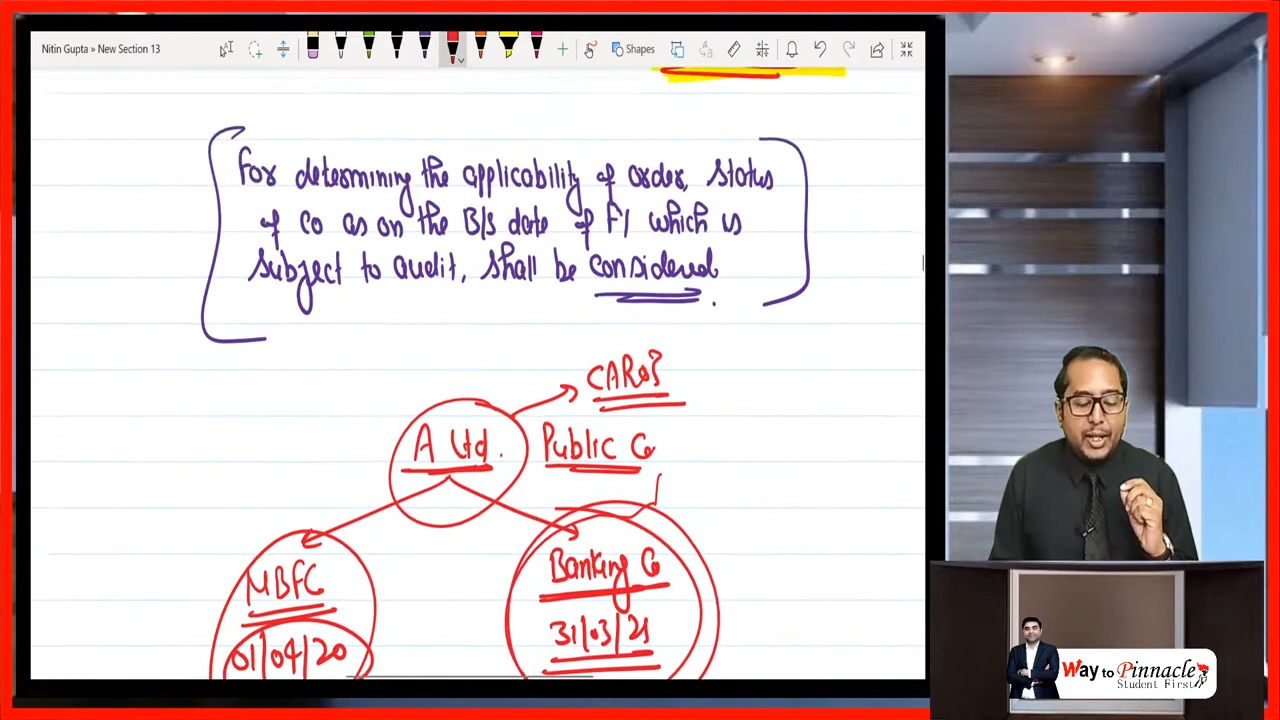 Nitin Gupta » New Section 13
Shapes
For determining the applicability of order, Status
of Co as on the B/S date of FY which is
subject to audit, shall be considered.
CARO?
A Ltd. Public Co
NBFC
Banking Co
01/04/20
31/03/21
Way to Pinnacle
Student First